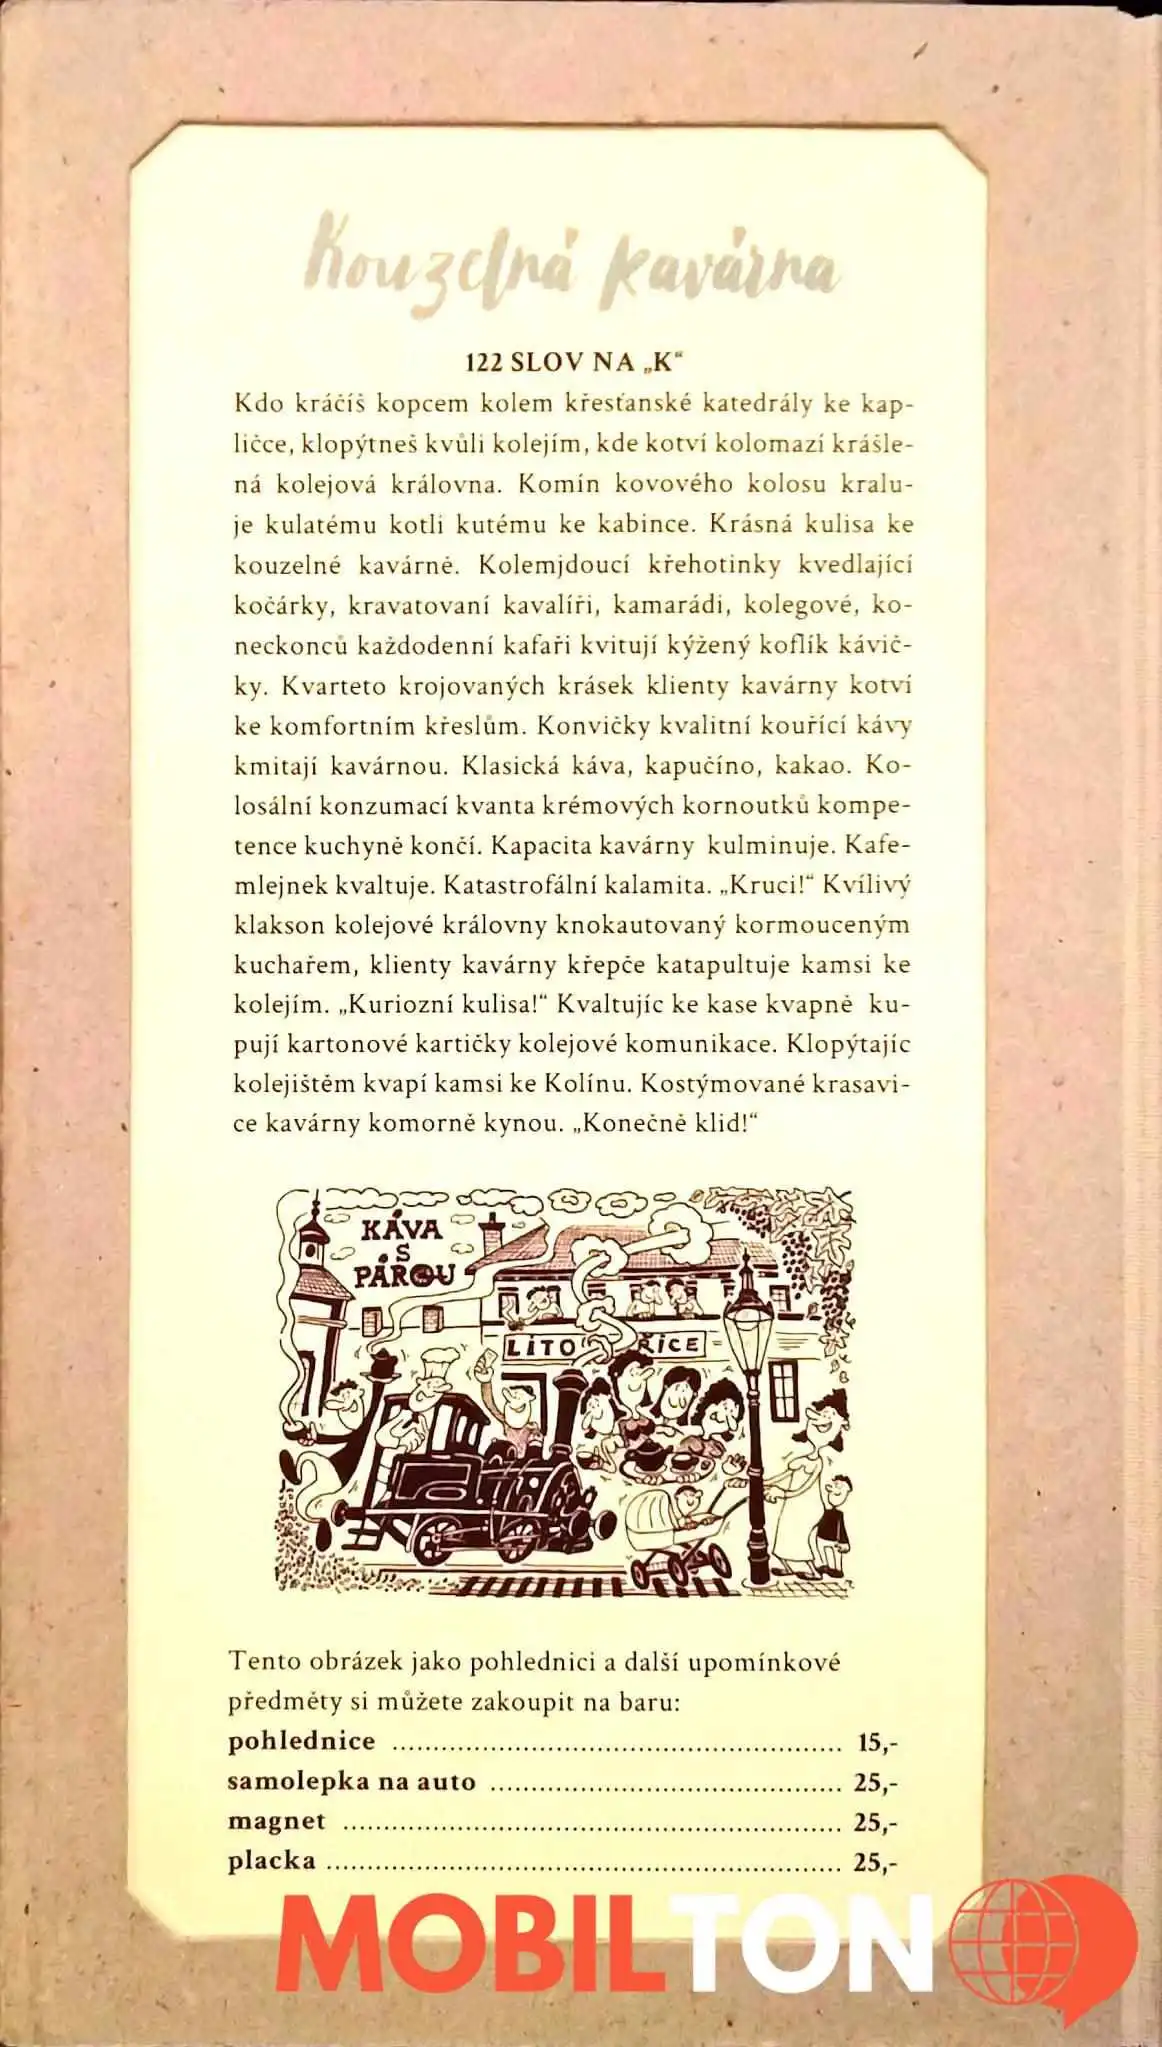 Kouzelná kavárna
122 SLOV NA „K“
Kdo kráčíš kopcem kolem křesťanské katedrály ke kap-
ličce, klopýtneš kvůli kolejím, kde kotví kolomazí krášle-
ná kolejová královna. Komín kovového kolosu kralu-
je kulatému kotli kutému ke kabince. Krásná kulisa ke
kouzelné kavárně. Kolemjdoucí křehotinky kvedlající
kočárky, kravatovaní kavalíři, kamarádi, kolegové, ko-
neckonců každodenní kafaři kvitují kýžený koflík kávič-
ky. Kvarteto krojovaných krásek klienty kavárny kotví
ke komfortním křeslům. Konvičky kvalitní kouřící kávy
kmitají kavárnou. Klasická káva, kapučíno, kakao. Ko-
losální konzumací kvanta krémových kornoutků kompe-
tence kuchyně končí. Kapacita kavárny kulminuje. Kafe-
mlejnek kvaltuje. Katastrofální kalamita. „Kruci!“ Kvílivý
klakson kolejové královny knokautovaný kormouceným
kuchařem, klienty kavárny křepče katapultuje kamsi ke
kolejím. „Kuriozní kulisa!“ Kvaltujíc ke kase kvapně ku-
pují kartonové kartičky kolejové komunikace. Klopýtajíc
kolejištěm kvapí kamsi ke Kolínu. Kostýmované krasavi-
ce kavárny komorně kynou. „Konečně klid!“
KÁVA
S
PÁROU
LITO ŘICE
Tento obrázek jako pohlednici a další upomínkové
předměty si můžete zakoupit na baru:
pohlednice ........................................................ 15,-
samolepka na auto ........................................... 25,-
magnet ............................................................... 25,-
placka ................................................................. 25,-
MOBILTON